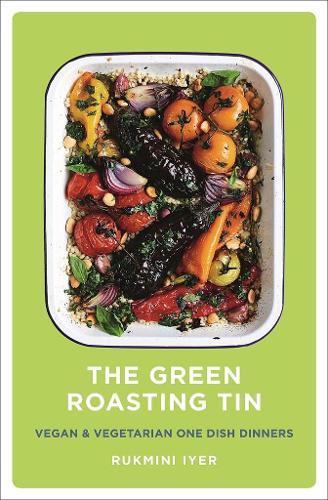 THE GREEN
ROASTING TIN
VEGAN & VEGETARIAN ONE DISH DINNERS
RUKMINI IYER